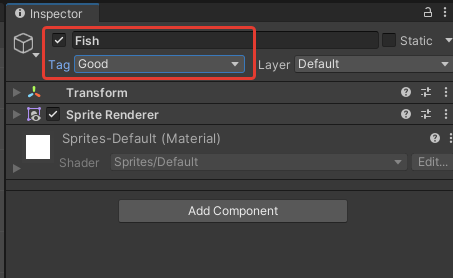 Inspector
Fish
Static
Tag Good Layer Default
Transform
Sprite Renderer
Sprites-Default (Material)
Shader Sprites/Default Edit...
Add Component